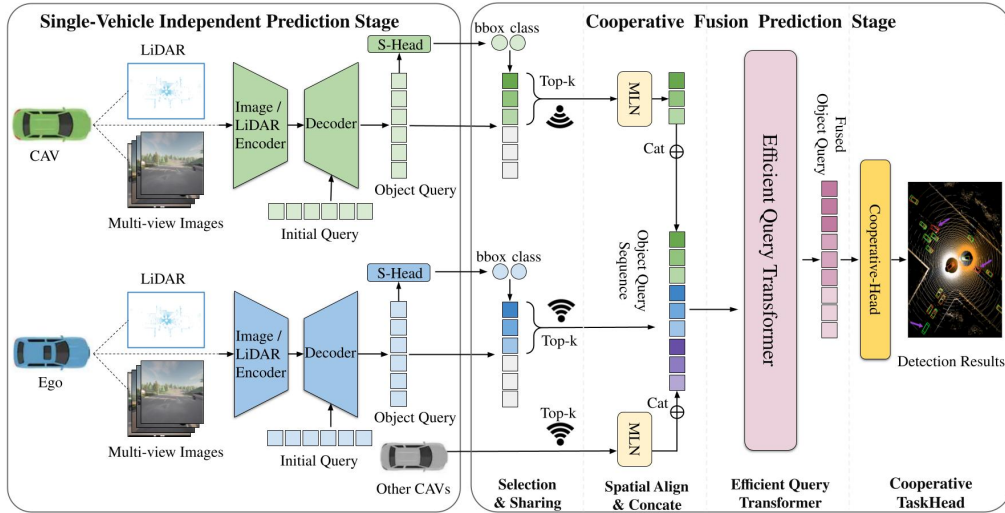 Single-Vehicle Independent Prediction Stage
LiDAR
CAV
Multi-view Images
Image /
LiDAR
Encoder
Decoder
S-Head
Object Query
Initial Query
LiDAR
Ego
Multi-view Images
Image /
LiDAR
Encoder
Decoder
S-Head
Object Query
Initial Query
Other CAVs
Cooperative Fusion Prediction Stage
bbox class
Top-k
MLN
Cat
bbox class
Top-k
Object Query
Sequence
Top-k
MLN
Cat
Efficient Query Transformer
Fused
Object Query
Cooperative-Head
Detection Results
Selection
& Sharing
Spatial Align
& Concate
Efficient Query
Transformer
Cooperative
TaskHead